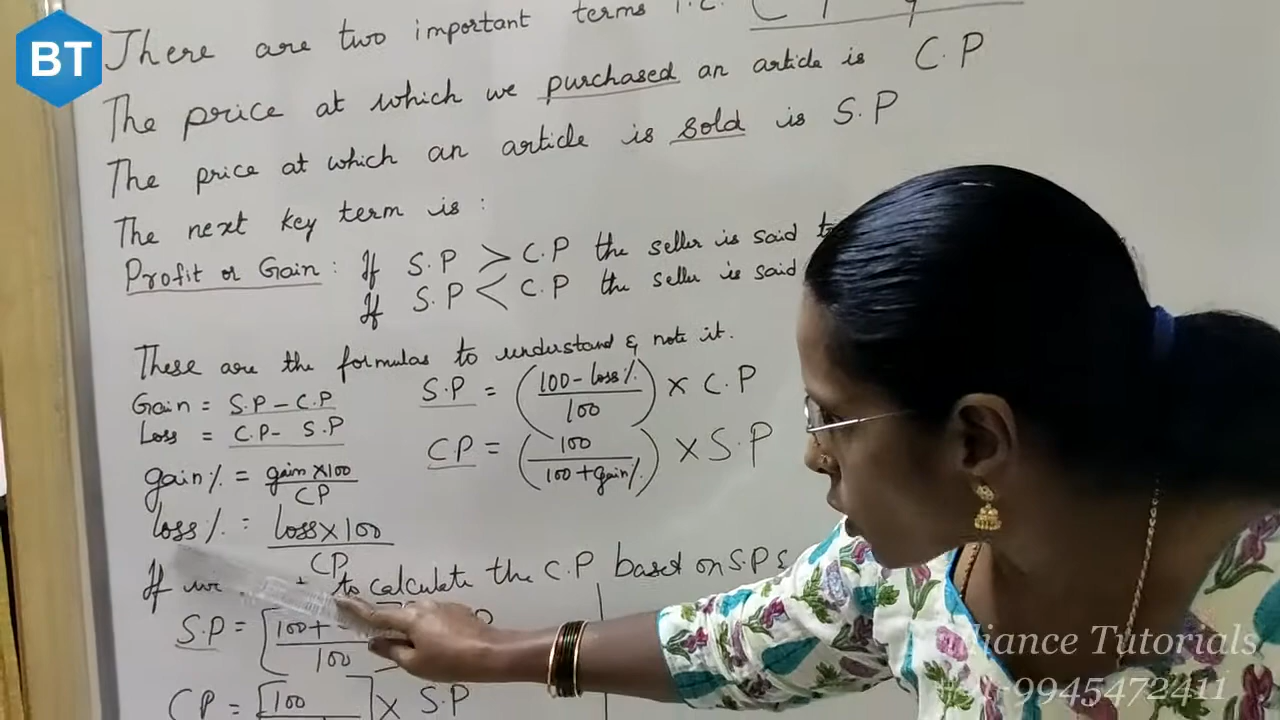 BT
There are two important terms i.e.
The price at which we purchased an article is C.P
The price at which an article is sold is S.P
The next key term is :
Profit or Gain : If S.P > C.P the seller is said
If S.P < C.P the seller is said
These are the formulas to understand & note it.
Gain = S.P - C.P
Loss = C.P - S.P
gain % = gain x 100 / CP
loss % = loss x 100 / CP
S.P = (100 - loss % / 100) x C.P
C.P = (100 / 100 + gain %) x S.P
If we to calculate the C.P based on S.P &
S.P = [100 + / 100]
CP = [100 ] x S.P
Brilliance Tutorials
9945472411